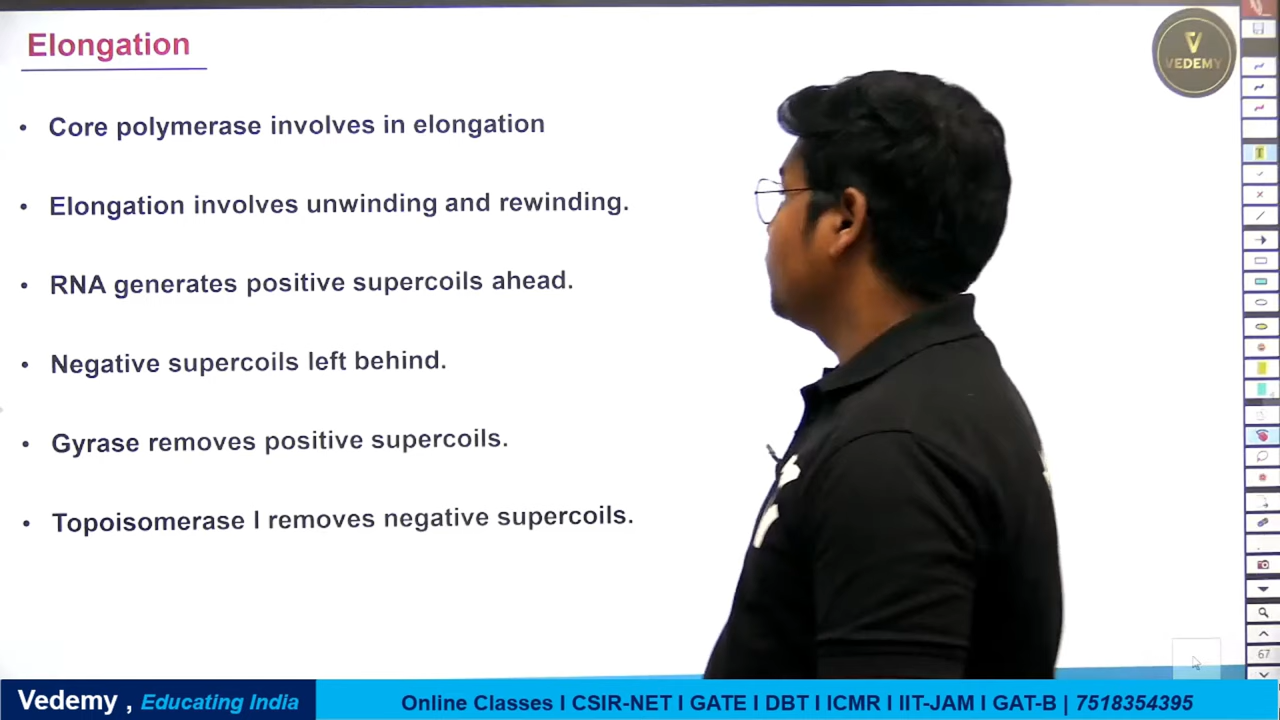 Elongation
VEDEMY
• Core polymerase involves in elongation
• Elongation involves unwinding and rewinding.
• RNA generates positive supercoils ahead.
• Negative supercoils left behind.
• Gyrase removes positive supercoils.
• Topoisomerase I removes negative supercoils.
T
67
Vedemy , Educating India
Online Classes I CSIR-NET I GATE I DBT I ICMR I IIT-JAM I GAT-B | 7518354395